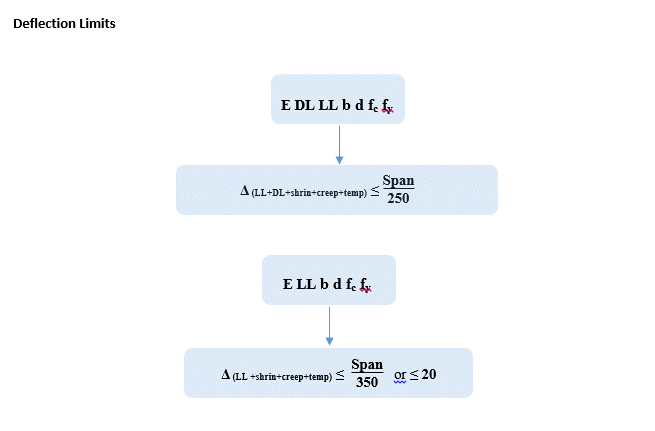 Deflection Limits
E DL LL b d fc fy
Δ (LL+DL+shrin+creep+temp) ≤ Span/250
E LL b d fc fy
Δ (LL +shrin+creep+temp) ≤ Span/350 or ≤ 20